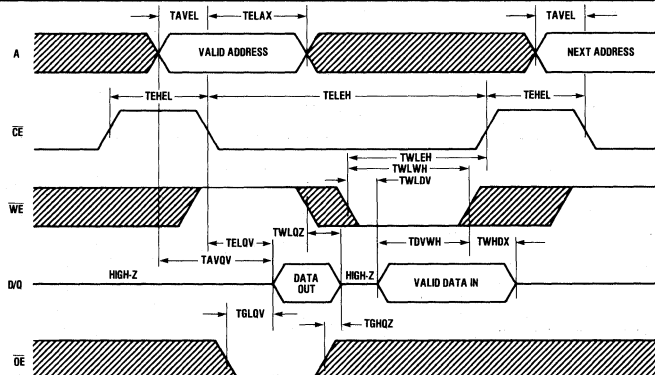 TAVEL TELAX TAVEL
A VALID ADDRESS NEXT ADDRESS
TEHEL TELEH TEHEL
CE
TWLEH
TWLWH
TWLDV
WE
TWLQZ
TELQV TDVWH TWHDX
TAVQV
D/Q HIGH-Z DATA OUT HIGH-Z VALID DATA IN
TGLQV TGHQZ
OE